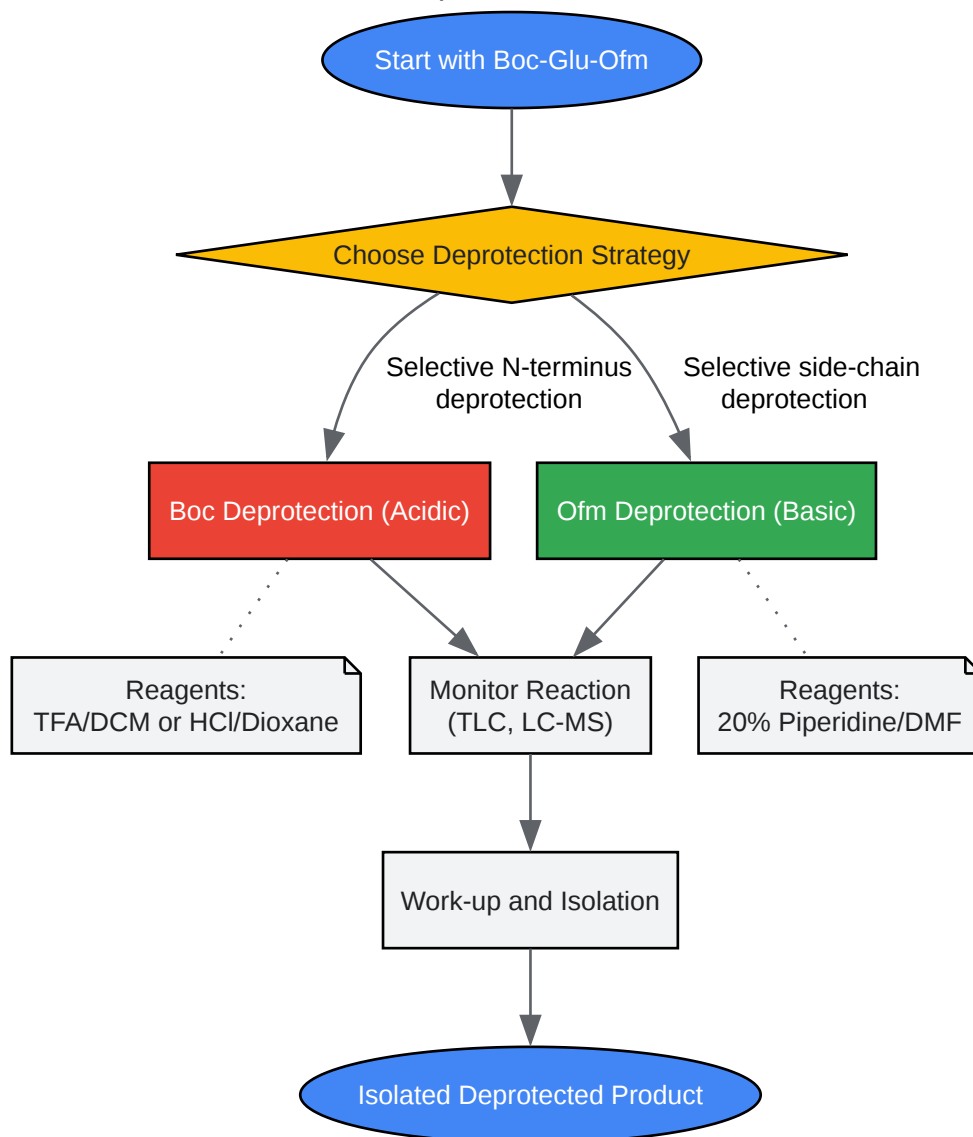 Start with Boc-Glu-Ofm
Choose Deprotection Strategy
Selective N-terminus
deprotection
Selective side-chain
deprotection
Boc Deprotection (Acidic)
Ofm Deprotection (Basic)
Reagents:
TFA/DCM or HCl/Dioxane
Monitor Reaction
(TLC, LC-MS)
Reagents:
20% Piperidine/DMF
Work-up and Isolation
Isolated Deprotected Product